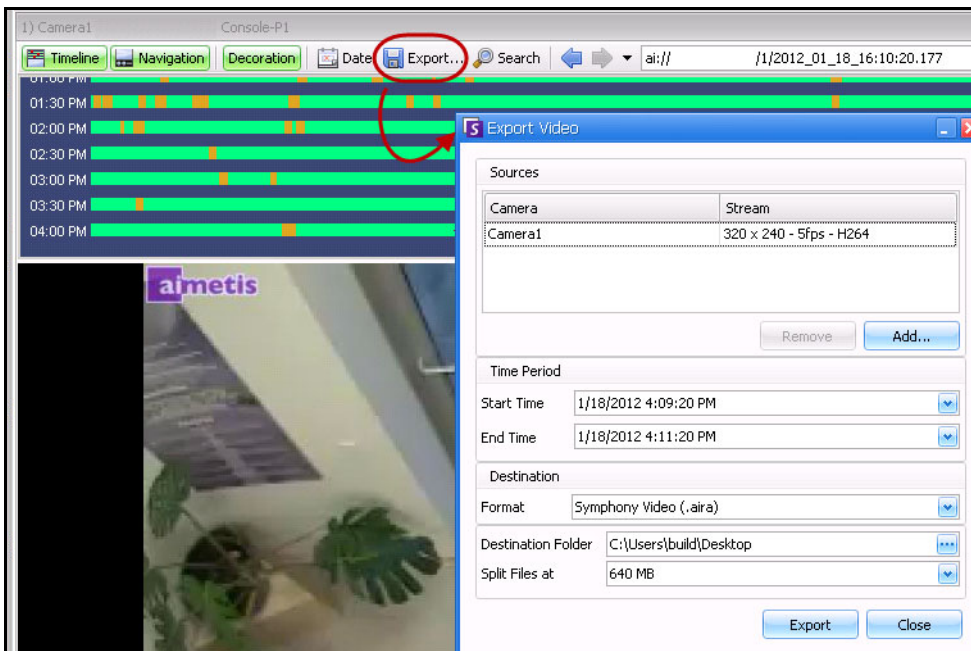 1) Camera1 Console-P1
Timeline Navigation Decoration Date Export... Search ai:// /1/2012_01_18_16:10:20.177
01:00 PM
01:30 PM
02:00 PM
02:30 PM
03:00 PM
03:30 PM
04:00 PM
aimetis
Export Video
Sources
Camera Stream
Camera1 320 x 240 - 5fps - H264
Remove Add...
Time Period
Start Time 1/18/2012 4:09:20 PM
End Time 1/18/2012 4:11:20 PM
Destination
Format Symphony Video (.aira)
Destination Folder C:\Users\build\Desktop
Split Files at 640 MB
Export Close